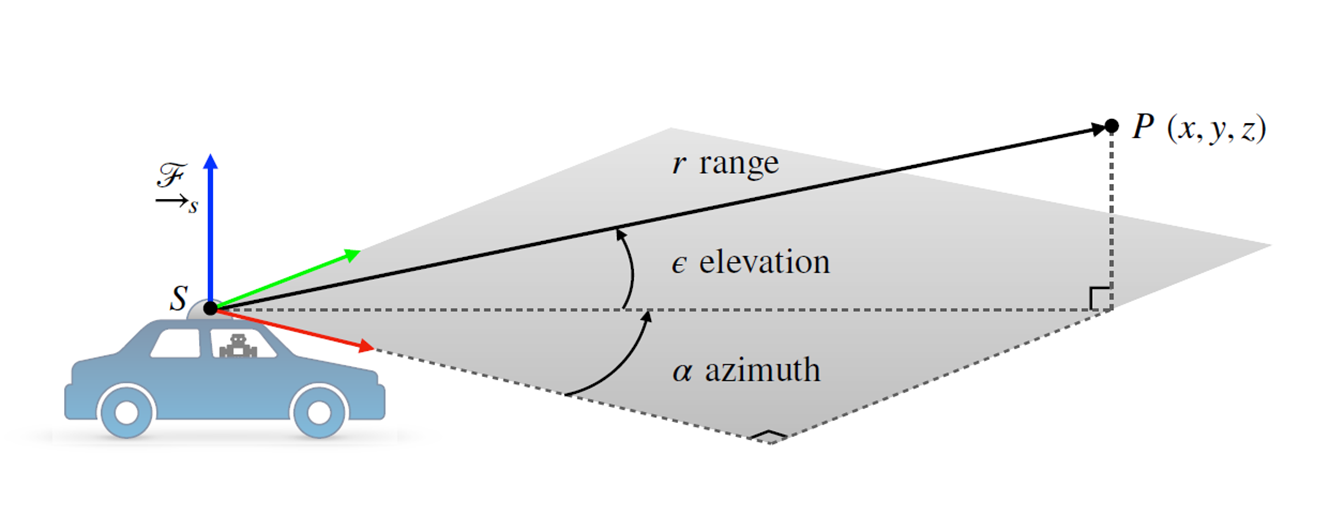 P (x, y, z)
r range
ℱ
→s
ϵ elevation
S
α azimuth